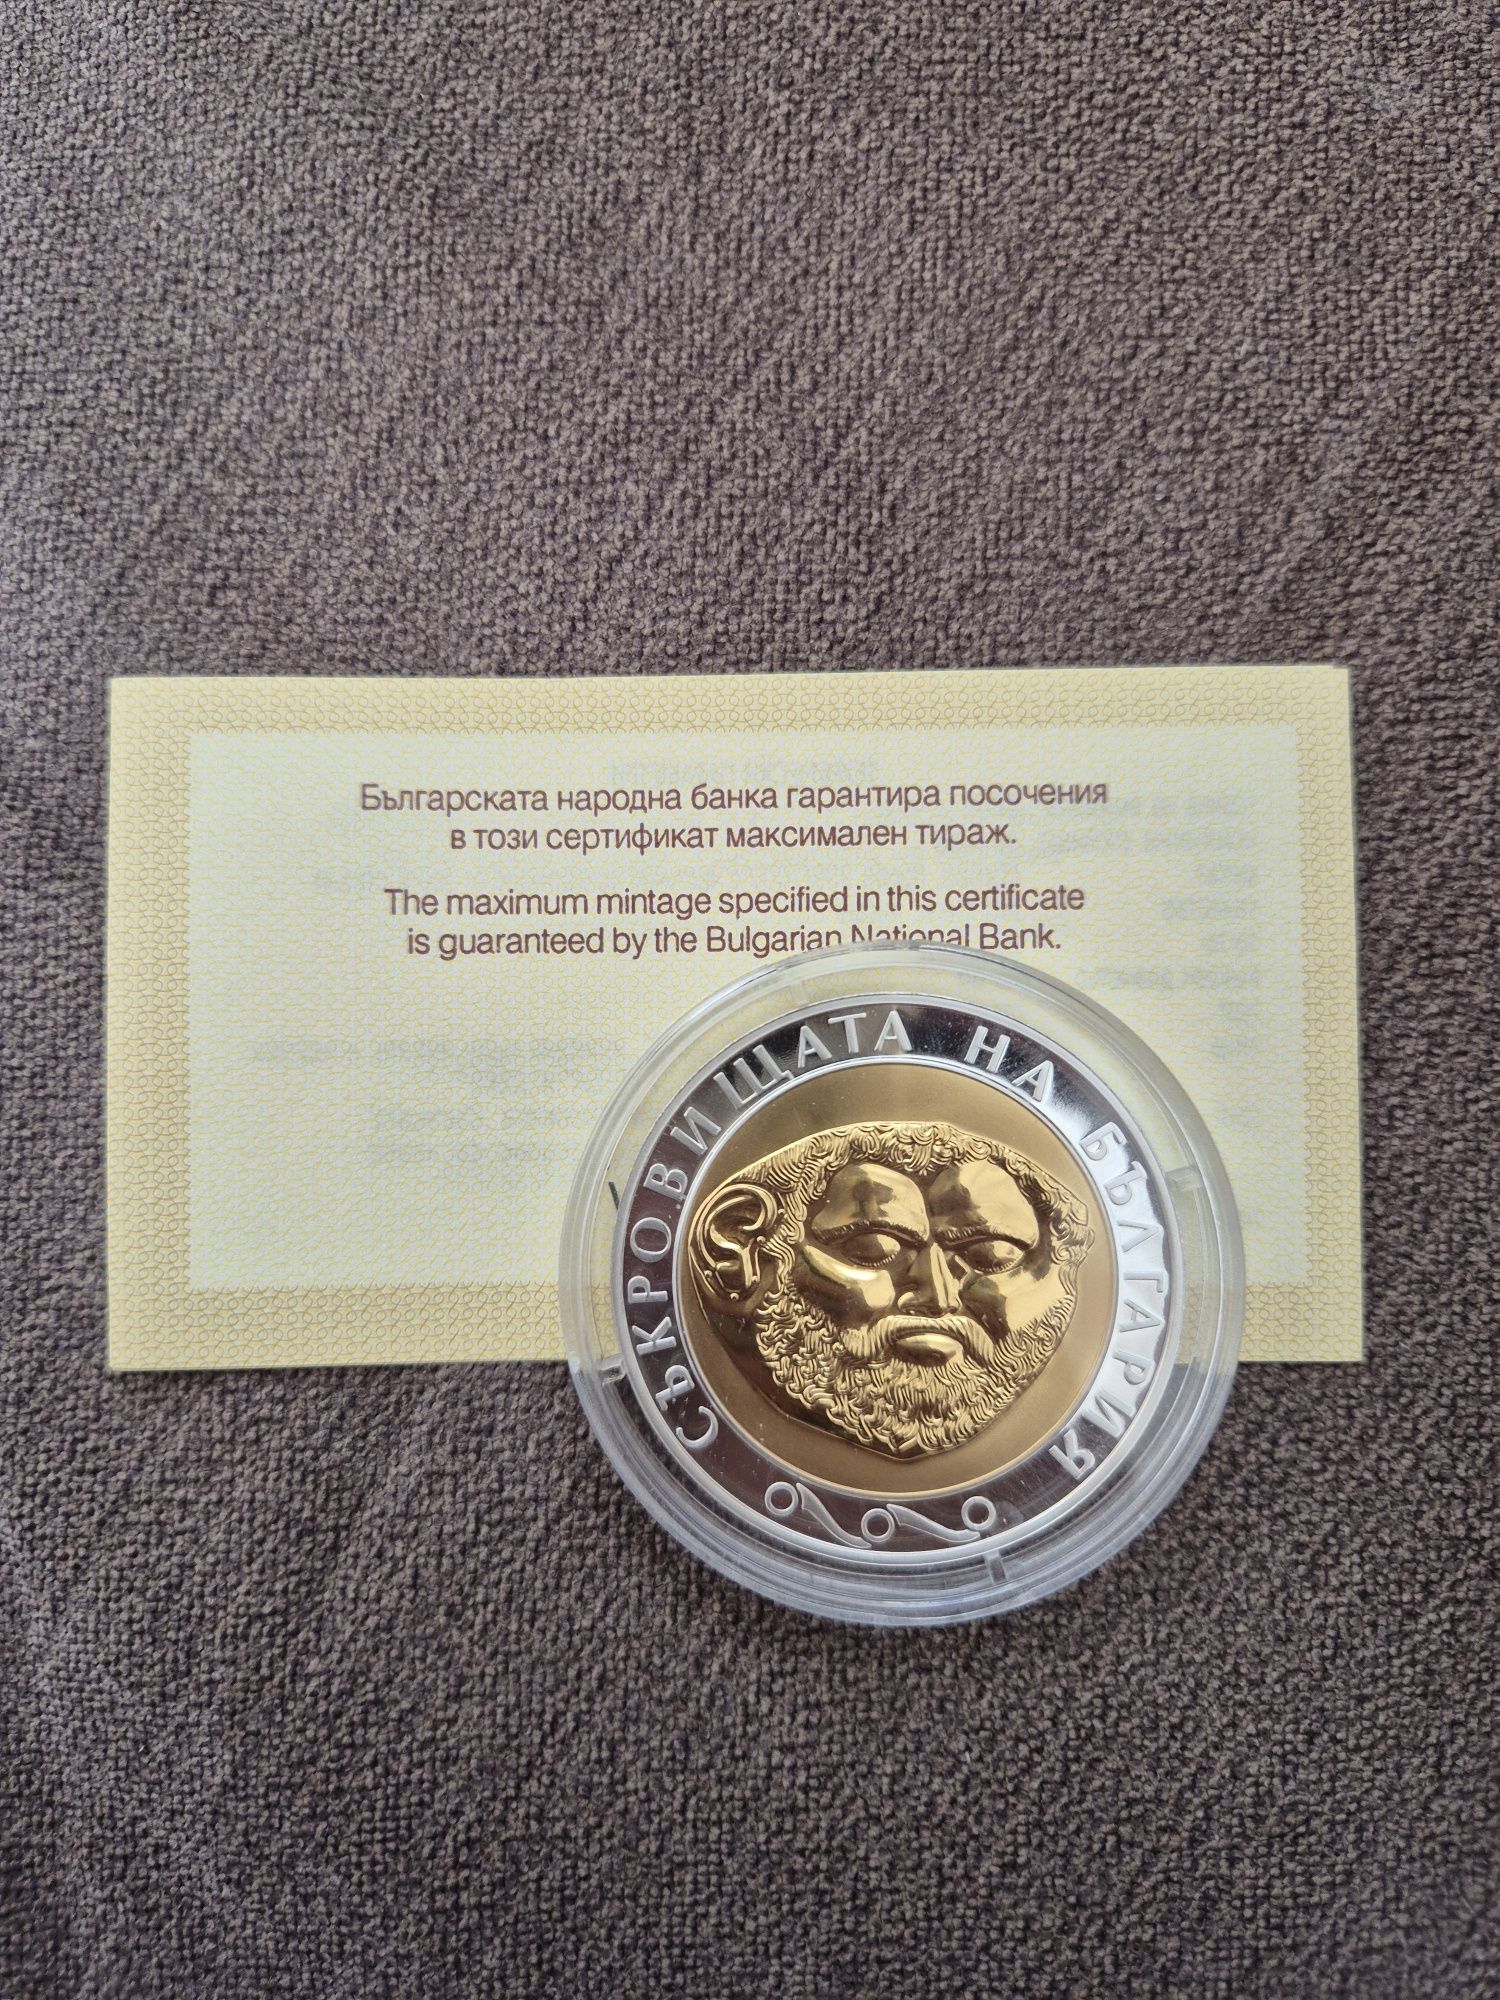 Българската народна банка гарантира посочения
в този сертификат максимален тираж.
The maximum mintage specified in this certificate
is guaranteed by the Bulgarian National Bank.
СЪКРОВИЩАТА НА БЪЛГАРИЯ